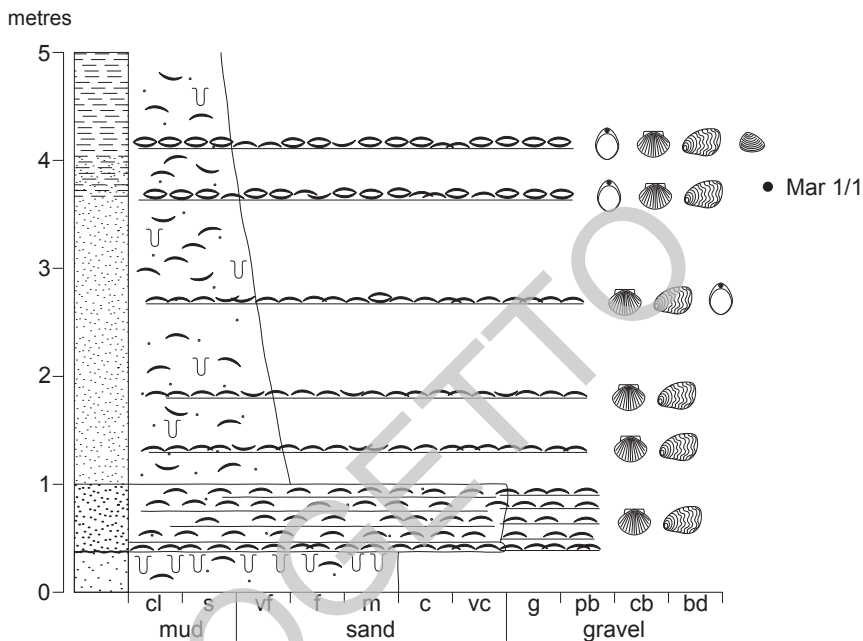 metres
5
4
• Mar 1/1
3
2
1
0
cl s vf f m c vc g pb cb bd
mud sand gravel
OGETTO